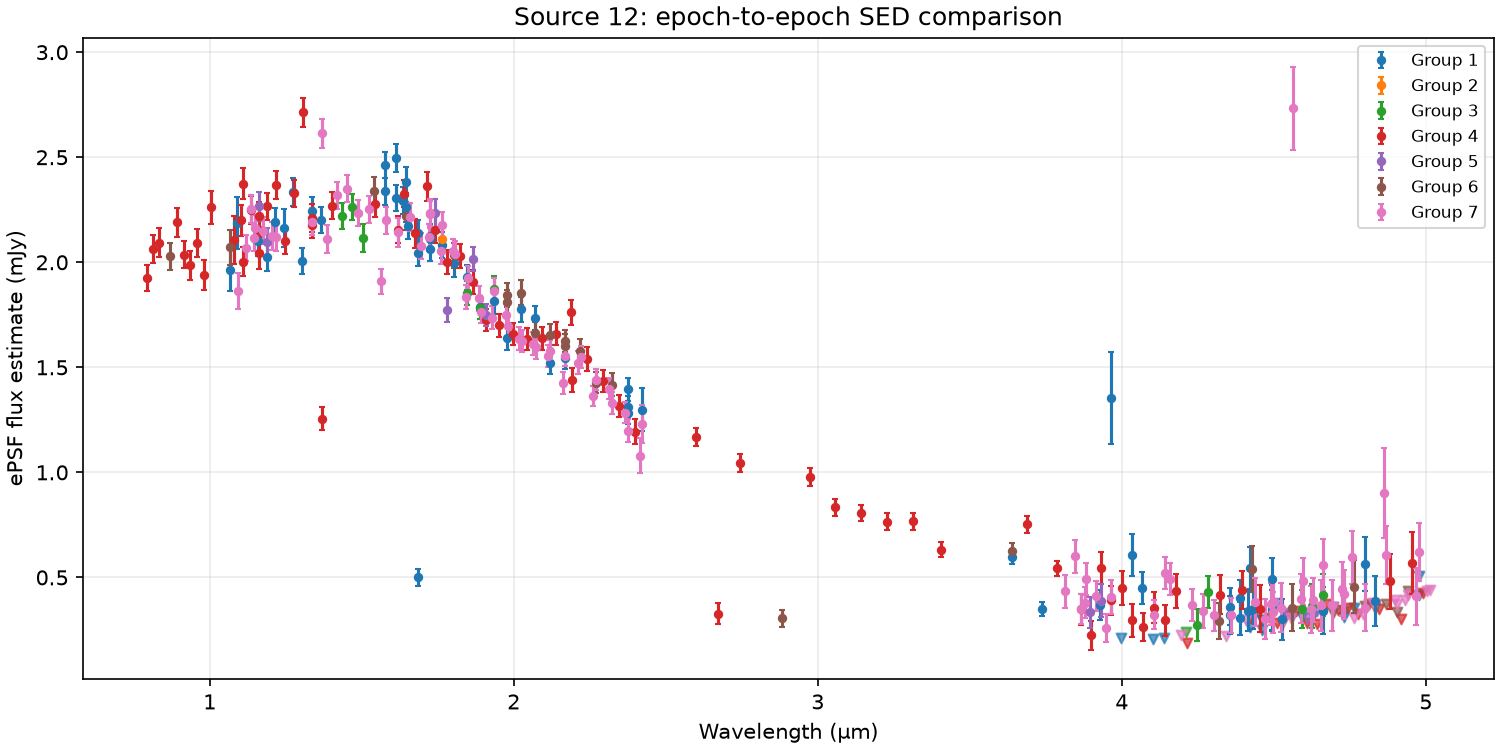 Source 12: epoch-to-epoch SED comparison
ePSF flux estimate (mJy)
3.0
2.5
2.0
1.5
1.0
0.5
1
2
3
4
5
Wavelength (μm)
Group 1
Group 2
Group 3
Group 4
Group 5
Group 6
Group 7